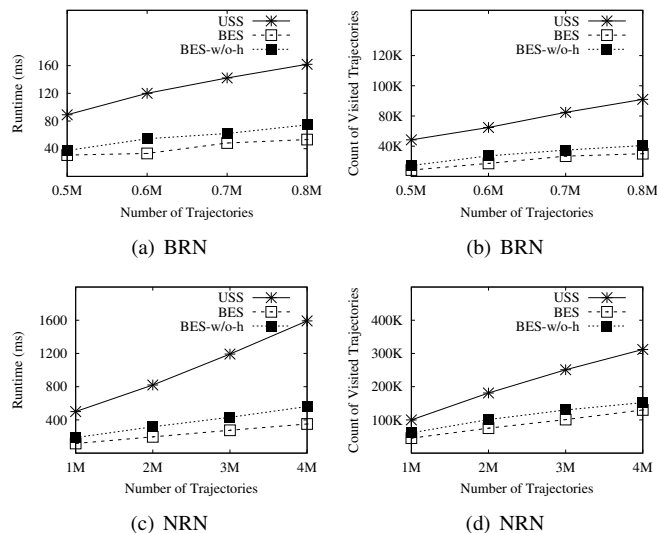 USS
BES
BES-w/o-h
160
120
80
40
Runtime (ms)
0.5M 0.6M 0.7M 0.8M
Number of Trajectories
(a) BRN
USS
BES
BES-w/o-h
120K
80K
40K
Count of Visited Trajectories
0.5M 0.6M 0.7M 0.8M
Number of Trajectories
(b) BRN
USS
BES
BES-w/o-h
1600
1200
800
400
Runtime (ms)
1M 2M 3M 4M
Number of Trajectories
(c) NRN
USS
BES
BES-w/o-h
400K
300K
200K
100K
Count of Visited Trajectories
1M 2M 3M 4M
Number of Trajectories
(d) NRN